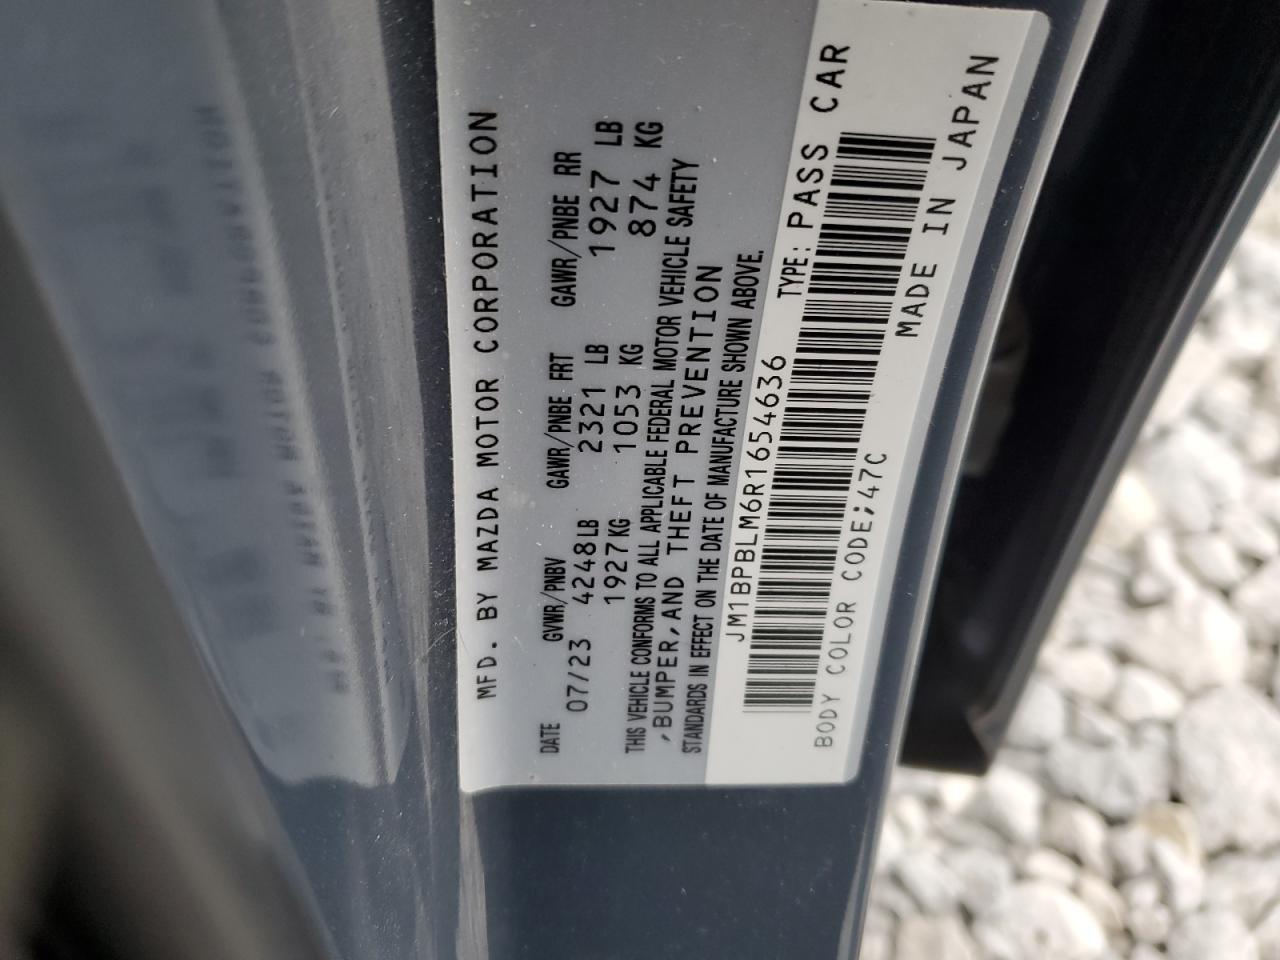 MFD. BY MAZDA MOTOR CORPORATION
DATE GVWR/PNBV GAWR/PNBE FRT GAWR/PNBE RR
07/23 4248LB 2321 LB 1927 LB
1927KG 1053 KG 874 KG
THIS VEHICLE CONFORMS TO ALL APPLICABLE FEDERAL MOTOR VEHICLE SAFETY
,BUMPER,AND THEFT PREVENTION
STANDARDS IN EFFECT ON THE DATE OF MANUFACTURE SHOWN ABOVE.
JM1BPBLM6R1654636 TYPE: PASS CAR
BODY COLOR CODE;47C MADE IN JAPAN